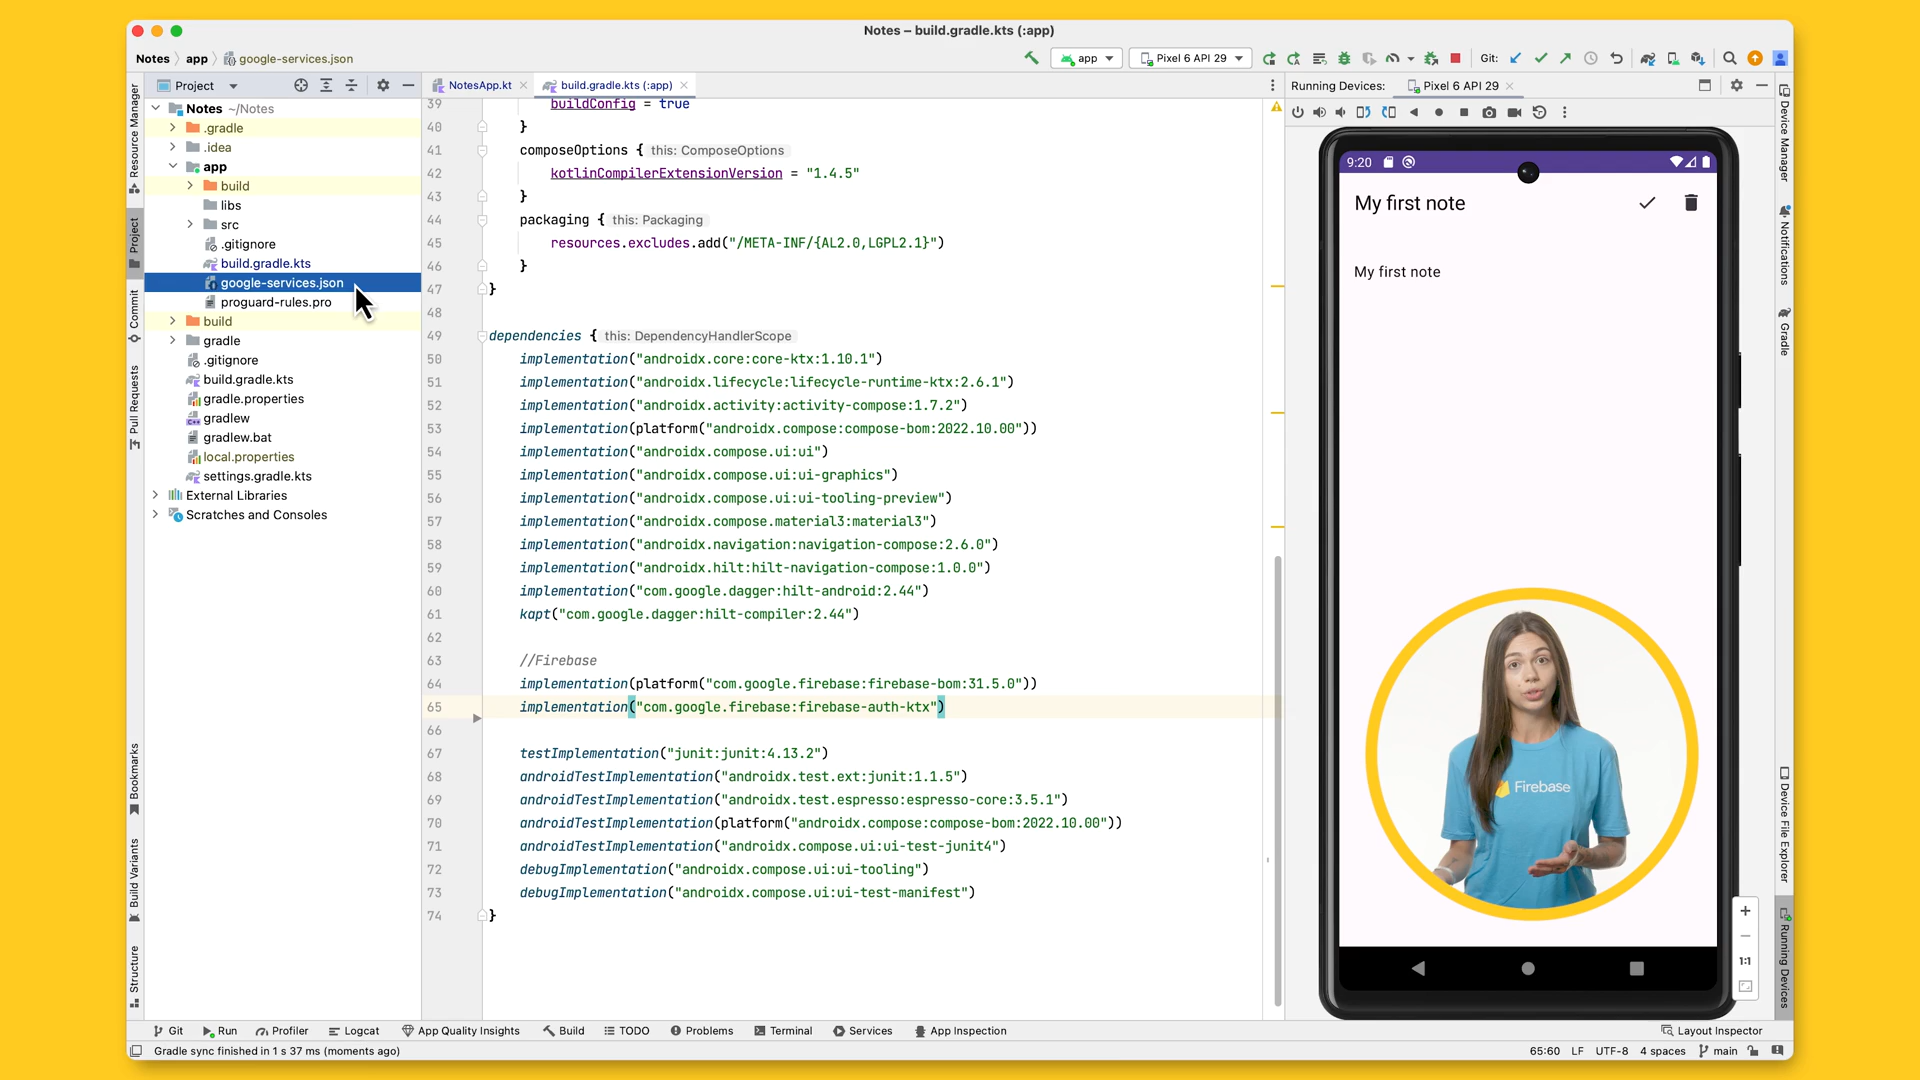 Notes – build.gradle.kts (:app)
Notes
app
google-services.json
app
Pixel 6 API 29
Git:
Project
NotesApp.kt
build.gradle.kts (:app)
Running Devices:
Pixel 6 API 29
Notes ~/Notes
.gradle
.idea
app
build
libs
src
.gitignore
build.gradle.kts
google-services.json
proguard-rules.pro
build
gradle
.gitignore
build.gradle.kts
gradle.properties
gradlew
gradlew.bat
local.properties
settings.gradle.kts
External Libraries
Scratches and Consoles
Resource Manager
Project
Commit
Pull Requests
Bookmarks
Build Variants
Structure
39 buildConfig = true
40 }
41 composeOptions { this: ComposeOptions
42 kotlinCompilerExtensionVersion = "1.4.5"
43 }
44 packaging { this: Packaging
45 resources.excludes.add("/META-INF/{AL2.0,LGPL2.1}")
46 }
47 }
48
49 dependencies { this: DependencyHandlerScope
50 implementation("androidx.core:core-ktx:1.10.1")
51 implementation("androidx.lifecycle:lifecycle-runtime-ktx:2.6.1")
52 implementation("androidx.activity:activity-compose:1.7.2")
53 implementation(platform("androidx.compose:compose-bom:2022.10.00"))
54 implementation("androidx.compose.ui:ui")
55 implementation("androidx.compose.ui:ui-graphics")
56 implementation("androidx.compose.ui:ui-tooling-preview")
57 implementation("androidx.compose.material3:material3")
58 implementation("androidx.navigation:navigation-compose:2.6.0")
59 implementation("androidx.hilt:hilt-navigation-compose:1.0.0")
60 implementation("com.google.dagger:hilt-android:2.44")
61 kapt("com.google.dagger:hilt-compiler:2.44")
62
63 //Firebase
64 implementation(platform("com.google.firebase:firebase-bom:31.5.0"))
65 implementation("com.google.firebase:firebase-auth-ktx")
66
67 testImplementation("junit:junit:4.13.2")
68 androidTestImplementation("androidx.test.ext:junit:1.1.5")
69 androidTestImplementation("androidx.test.espresso:espresso-core:3.5.1")
70 androidTestImplementation(platform("androidx.compose:compose-bom:2022.10.00"))
71 androidTestImplementation("androidx.compose.ui:ui-test-junit4")
72 debugImplementation("androidx.compose.ui:ui-tooling")
73 debugImplementation("androidx.compose.ui:ui-test-manifest")
74 }
9:20
My first note
My first note
Firebase
1:1
Device Manager
Notifications
Gradle
Device File Explorer
Running Devices
Git
Run
Profiler
Logcat
App Quality Insights
Build
TODO
Problems
Terminal
Services
App Inspection
Layout Inspector
Gradle sync finished in 1 s 37 ms (moments ago)
65:60
LF
UTF-8
4 spaces
main